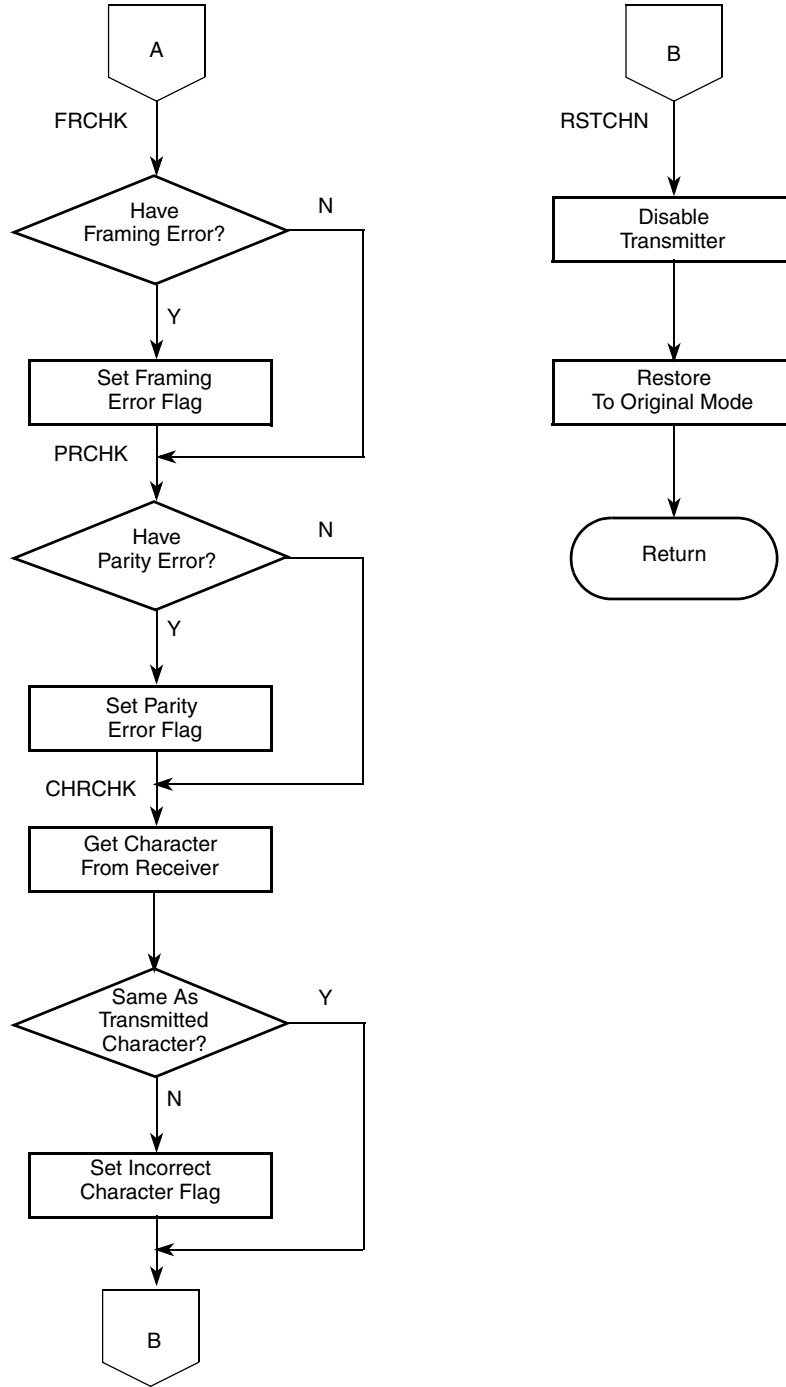 A
FRCHK
Have
Framing Error?
N
Y
Set Framing
Error Flag
PRCHK
Have
Parity Error?
N
Y
Set Parity
Error Flag
CHRCHK
Get Character
From Receiver
Same As
Transmitted
Character?
Y
N
Set Incorrect
Character Flag
B
B
RSTCHN
Disable
Transmitter
Restore
To Original Mode
Return